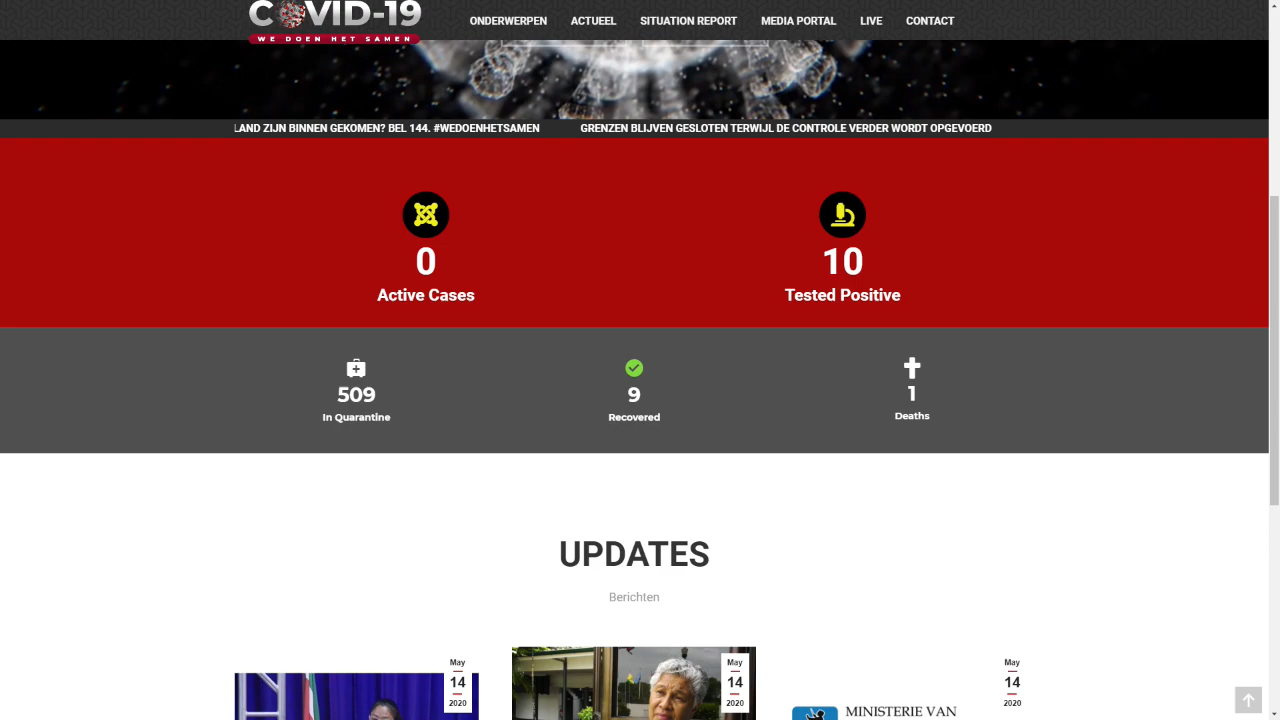 COVID-19
WE DOEN HET SAMEN
ONDERWERPEN ACTUEEL SITUATION REPORT MEDIA PORTAL LIVE CONTACT
LAND ZIJN BINNEN GEKOMEN? BEL 144. #WEDOENHETSAMEN GRENZEN BLIJVEN GESLOTEN TERWIJL DE CONTROLE VERDER WORDT OPGEVOERD
0
Active Cases
10
Tested Positive
509
In Quarantine
9
Recovered
1
Deaths
UPDATES
Berichten
May
14
2020
May
14
2020
May
14
2020
MINISTERIE VAN